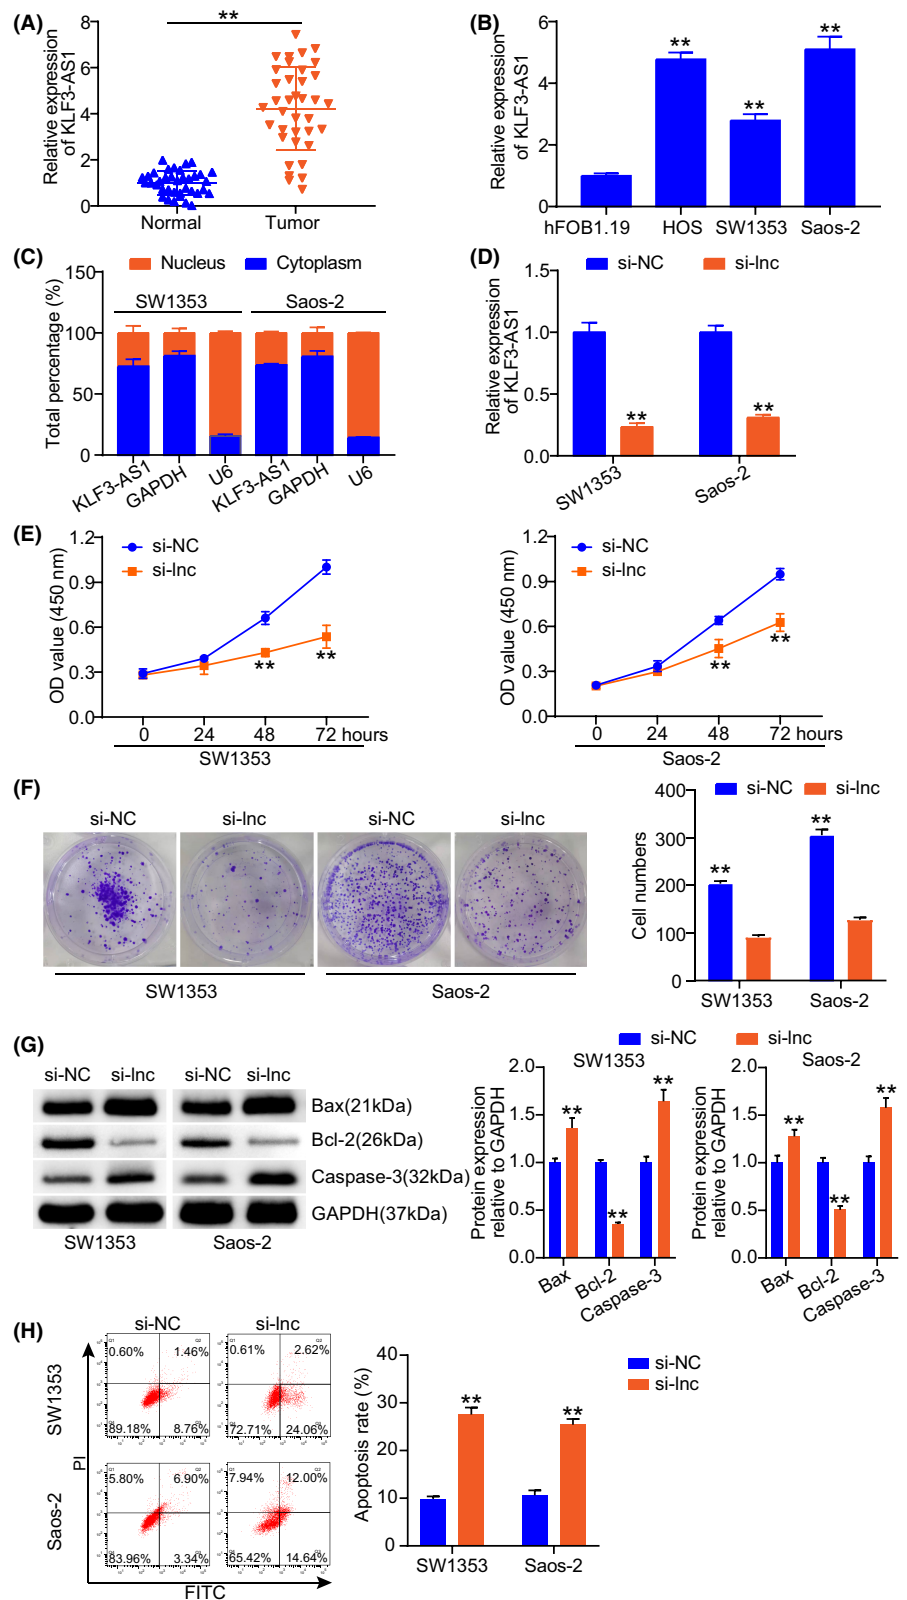 (A)
Relative expression
of KLF3-AS1
8
6
4
2
0
**
Normal
Tumor
(B)
Relative expression
of KLF3-AS1
6
4
2
0
**
**
**
hFOB1.19
HOS
SW1353
Saos-2
(C)
Nucleus
Cytoplasm
Total percentage (%)
150
100
50
0
SW1353
Saos-2
KLF3-AS1
GAPDH
U6
KLF3-AS1
GAPDH
U6
(D)
si-NC
si-lnc
Relative expression
of KLF3-AS1
1.5
1.0
0.5
0.0
**
**
SW1353
Saos-2
(E)
si-NC
si-lnc
OD value (450 nm)
1.2
0.9
0.6
0.3
0.0
**
**
0 24 48 72 hours
SW1353
si-NC
si-lnc
OD value (450 nm)
1.2
0.9
0.6
0.3
0.0
**
**
0 24 48 72 hours
Saos-2
(F)
si-NC
si-lnc
si-NC
si-lnc
SW1353
Saos-2
si-NC
si-lnc
Cell numbers
400
300
200
100
0
**
**
SW1353
Saos-2
(G)
si-NC si-lnc
si-NC si-lnc
Bax(21kDa)
Bcl-2(26kDa)
Caspase-3(32kDa)
GAPDH(37kDa)
SW1353
Saos-2
si-NC
si-lnc
SW1353
Protein expression
relative to GAPDH
2.0
1.5
1.0
0.5
0.0
**
**
**
Bax
Bcl-2
Caspase-3
Saos-2
Protein expression
relative to GAPDH
2.0
1.5
1.0
0.5
0.0
**
**
**
Bax
Bcl-2
Caspase-3
(H)
si-NC
si-lnc
SW1353
Saos-2
PI
FITC
0.60% 1.46%
89.18% 8.76%
0.61% 2.62%
72.71% 24.06%
5.80% 6.90%
83.96% 3.34%
7.94% 12.00%
65.42% 14.64%
Apoptosis rate (%)
40
30
20
10
0
**
**
SW1353
Saos-2
si-NC
si-lnc